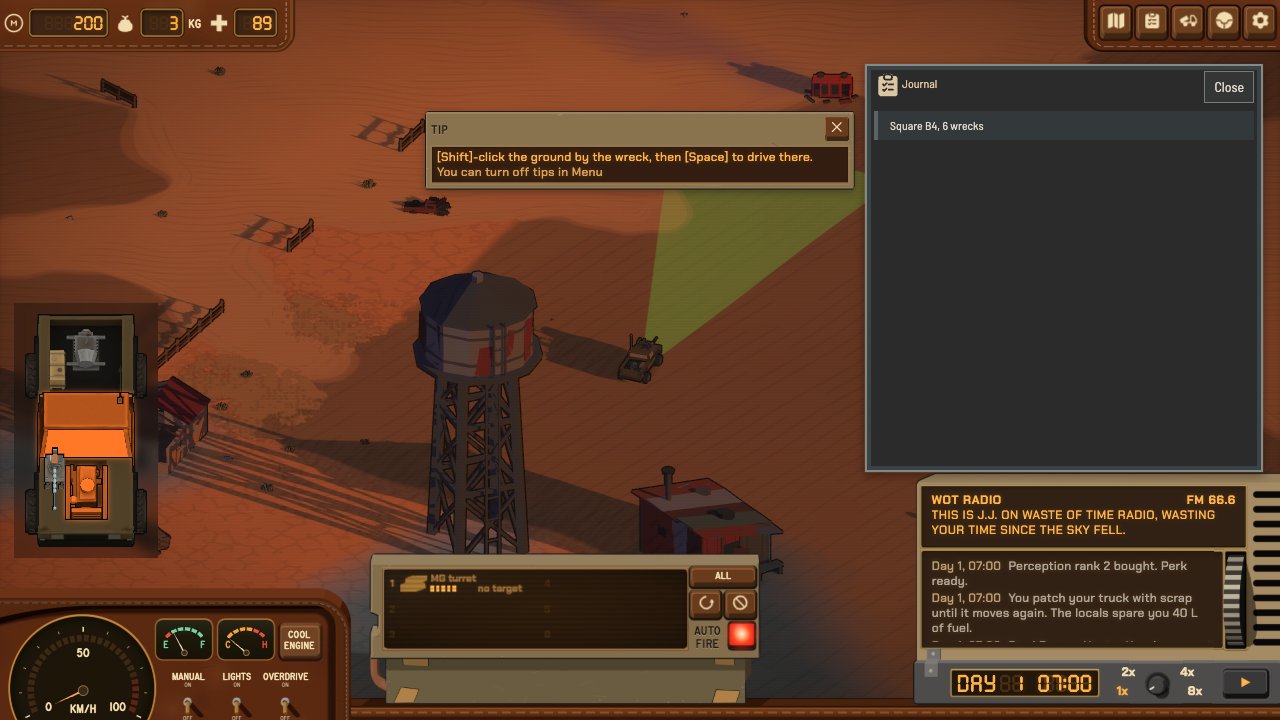 M 200 3 KG 89
Journal
Close
Square B4, 6 wrecks
TIP
[Shift]-click the ground by the wreck, then [Space] to drive there.
You can turn off tips in Menu
WOT RADIO FM 66.6
THIS IS J.J. ON WASTE OF TIME RADIO, WASTING
YOUR TIME SINCE THE SKY FELL.
Day 1, 07:00 Perception rank 2 bought. Perk
ready.
Day 1, 07:00 You patch your truck with scrap
until it moves again. The locals spare you 40 L
of fuel.
1 MG turret
no target
2
3
4
5
6
ALL
AUTO
FIRE
E F
C H
COOL
ENGINE
MANUAL LIGHTS OVERDRIVE
ON ON ON
OFF OFF OFF
50
0 KM/H 100
DAY 1 07:00
2x 4x
1x 8x